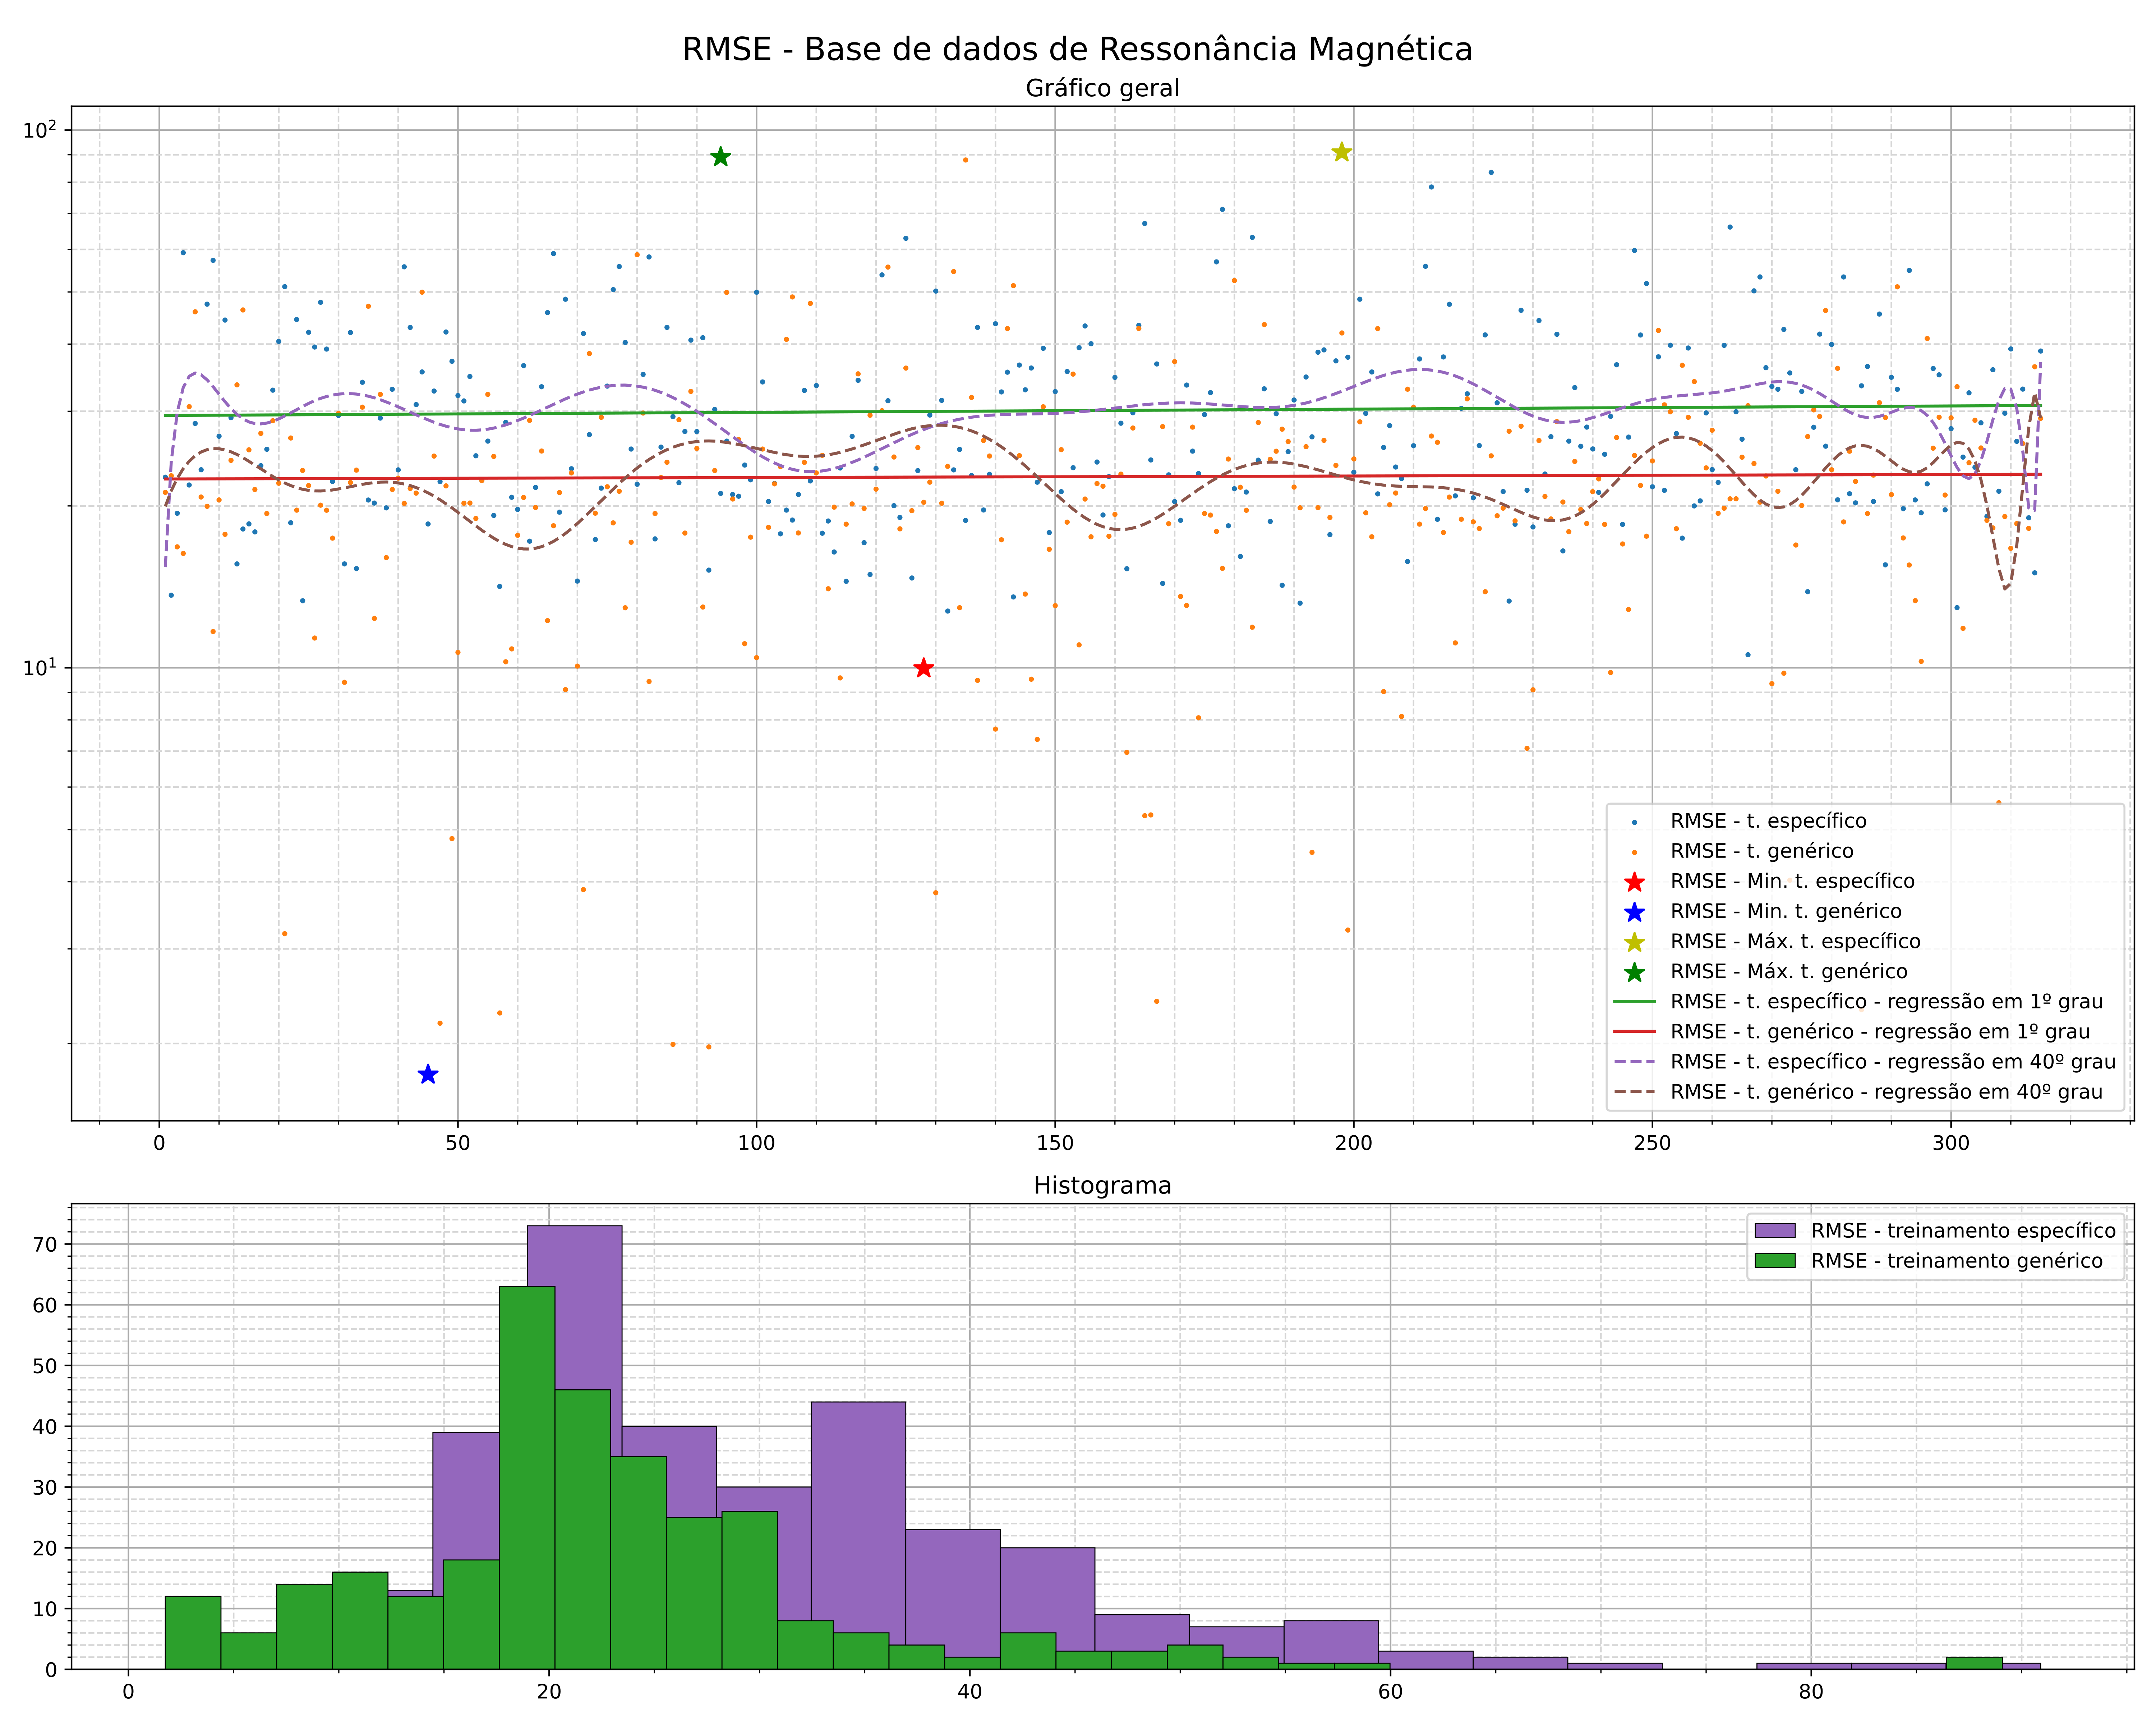 RMSE - Base de dados de Ressonância Magnética
Gráfico geral
10²
10¹
0 50 100 150 200 250 300
RMSE - t. específico
RMSE - t. genérico
RMSE - Min. t. específico
RMSE - Min. t. genérico
RMSE - Máx. t. específico
RMSE - Máx. t. genérico
RMSE - t. específico - regressão em 1º grau
RMSE - t. genérico - regressão em 1º grau
RMSE - t. específico - regressão em 40º grau
RMSE - t. genérico - regressão em 40º grau
Histograma
70
60
50
40
30
20
10
0
RMSE - treinamento específico
RMSE - treinamento genérico
0 20 40 60 80